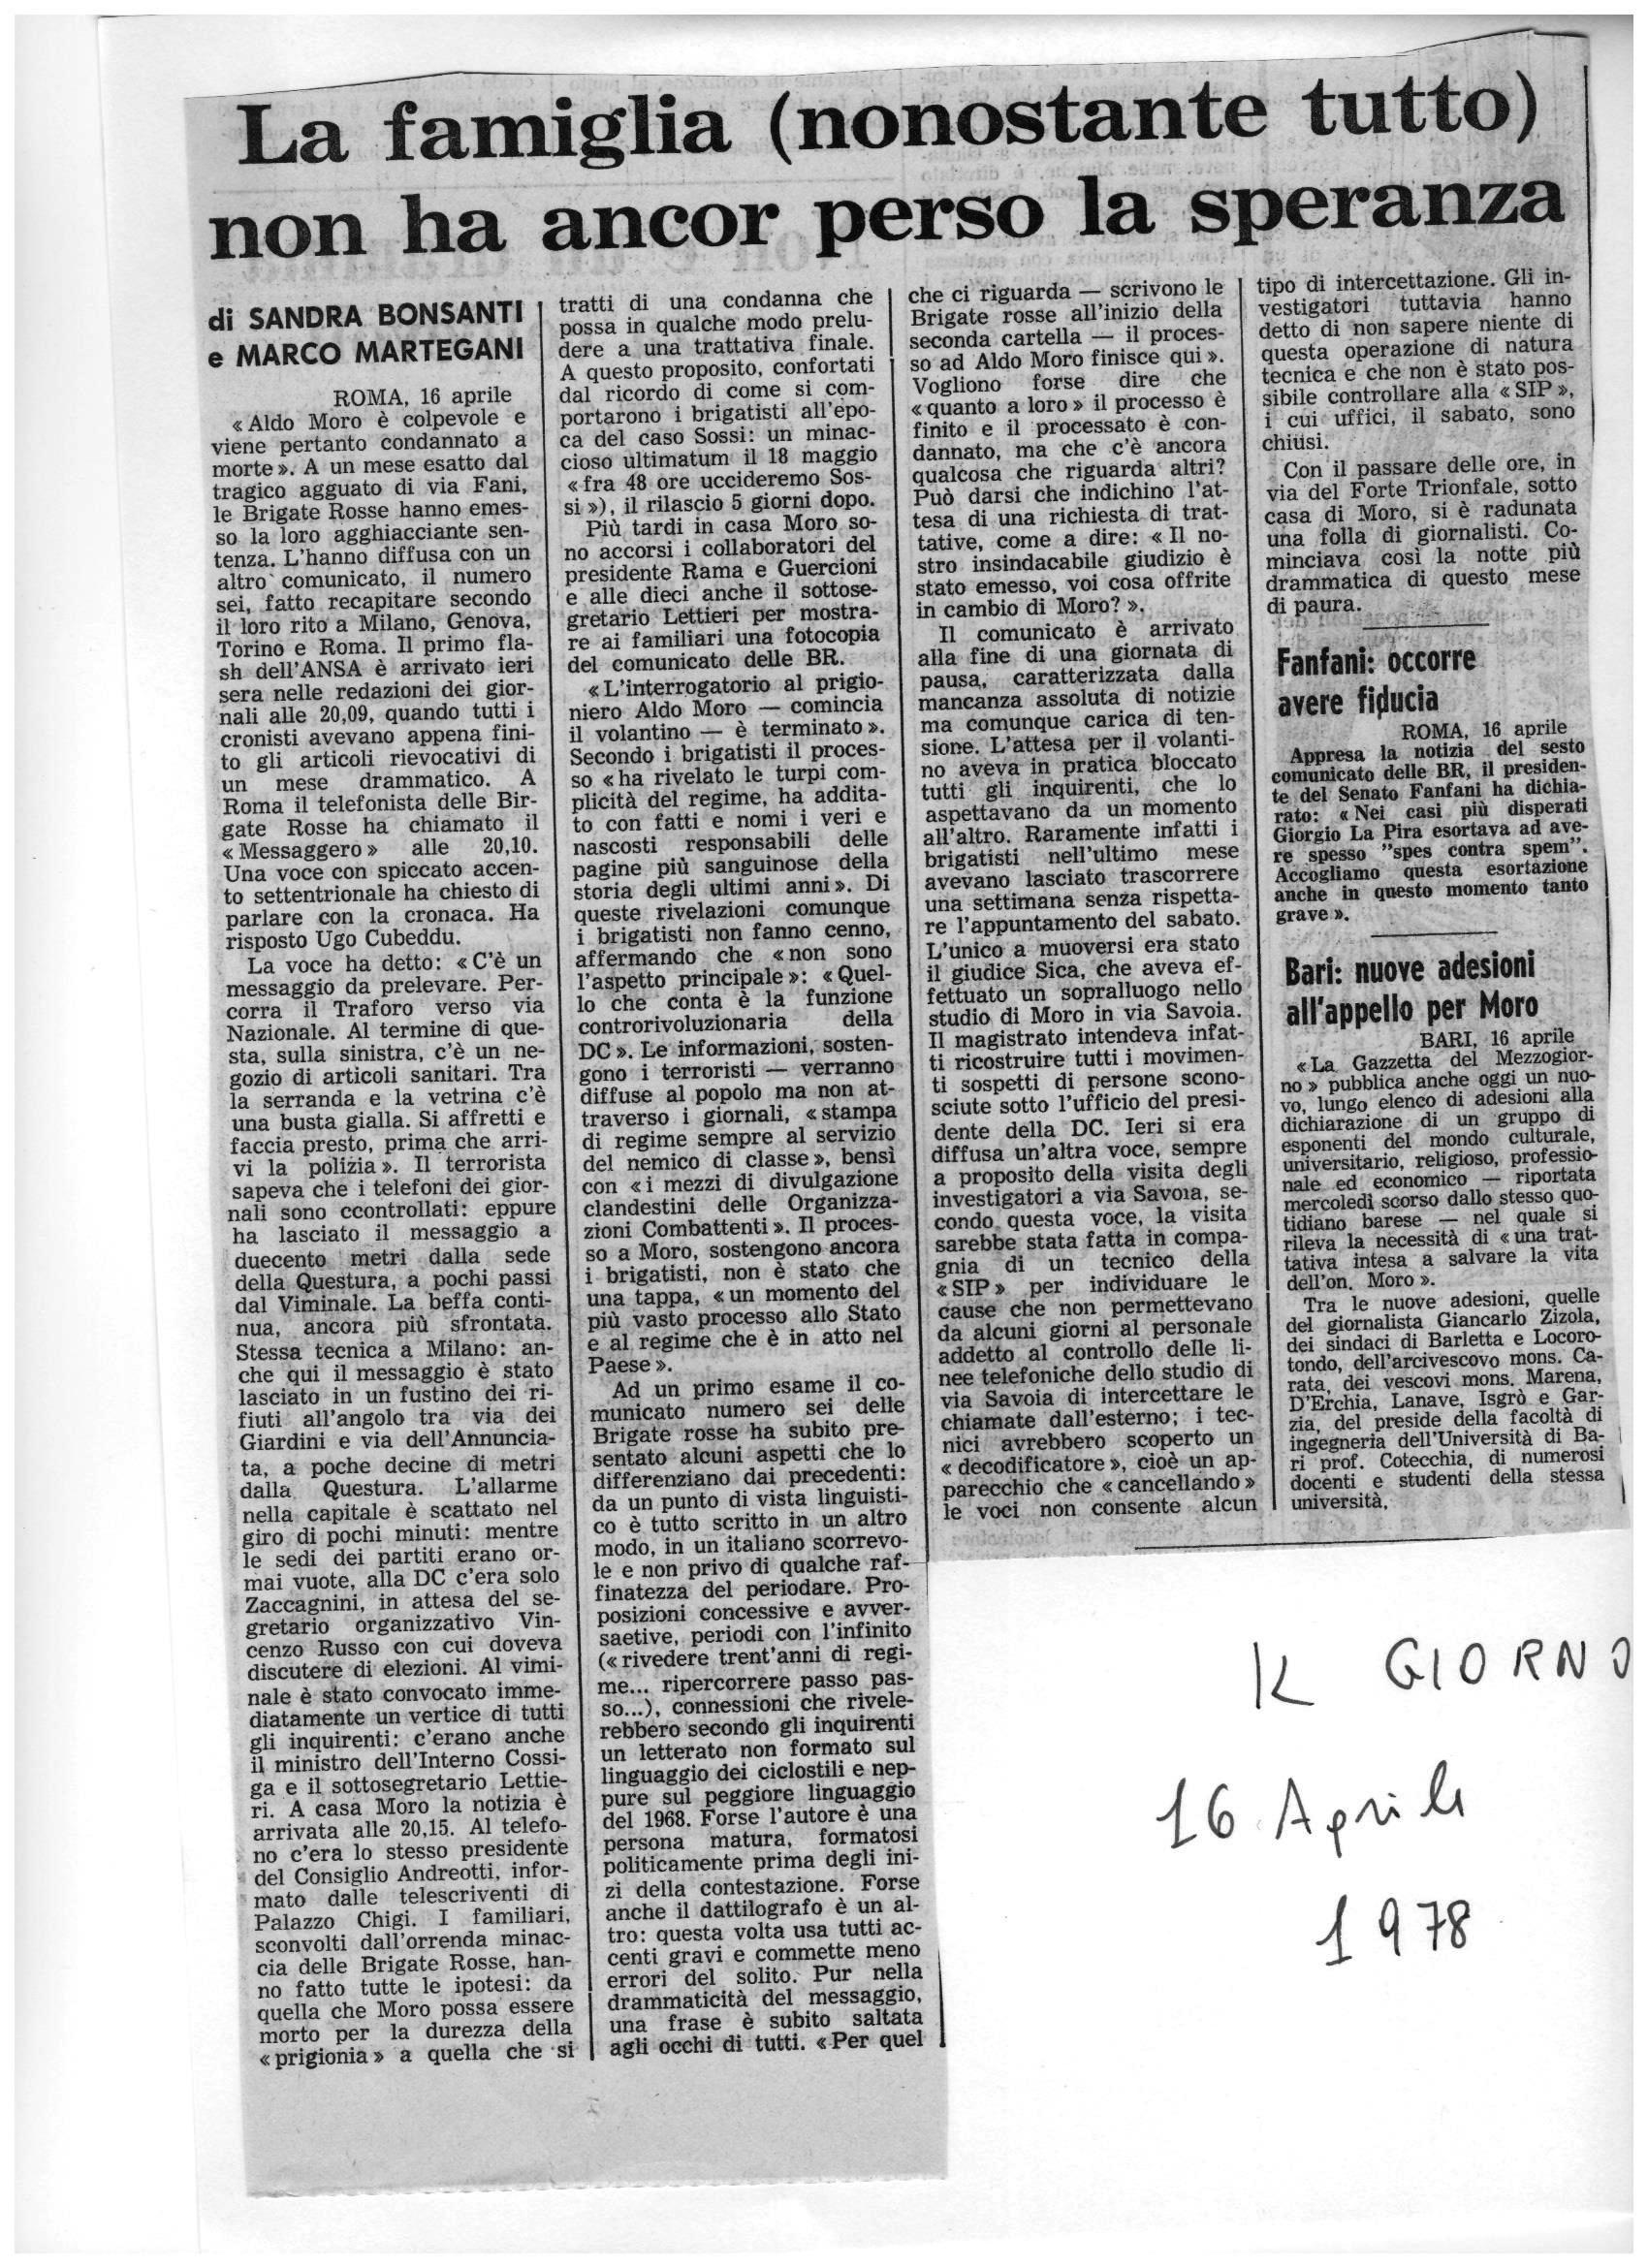 La famiglia (nonostante tutto)
non ha ancor perso la speranza
di SANDRA BONSANTI
e MARCO MARTEGANI
ROMA, 16 aprile
« Aldo Moro è colpevole e
viene pertanto condannato a
morte ». A un mese esatto dal
tragico agguato di via Fani,
le Brigate Rosse hanno emes-
so la loro agghiacciante sen-
tenza. L'hanno diffusa con un
altro comunicato, il numero
sei, fatto recapitare secondo
il loro rito a Milano, Genova,
Torino e Roma. Il primo fla-
sh dell'ANSA è arrivato ieri
sera nelle redazioni dei gior-
nali alle 20,09, quando tutti i
cronisti avevano appena fini-
to gli articoli rievocativi di
un mese drammatico. A
Roma il telefonista delle Bir-
gate Rosse ha chiamato il
« Messaggero » alle 20,10.
Una voce con spiccato accen-
to settentrionale ha chiesto di
parlare con la cronaca. Ha
risposto Ugo Cubeddu.
La voce ha detto: « C'è un
messaggio da prelevare. Per-
corra il Traforo verso via
Nazionale. Al termine di que-
sta, sulla sinistra, c'è un ne-
gozio di articoli sanitari. Tra
la serranda e la vetrina c'è
una busta gialla. Si affretti e
faccia presto, prima che arri-
vi la polizia ». Il terrorista
sapeva che i telefoni dei gior-
nali sono ccontrollati: eppure
ha lasciato il messaggio a
duecento metri dalla sede
della Questura, a pochi passi
dal Viminale. La beffa conti-
nua, ancora più sfrontata.
Stessa tecnica a Milano: an-
che qui il messaggio è stato
lasciato in un fustino dei ri-
fiuti all'angolo tra via dei
Giardini e via dell'Annuncia-
ta, a poche decine di metri
dalla Questura. L'allarme
nella capitale è scattato nel
giro di pochi minuti: mentre
le sedi dei partiti erano or-
mai vuote, alla DC c'era solo
Zaccagnini, in attesa del se-
gretario organizzativo Vin-
cenzo Russo con cui doveva
discutere di elezioni. Al vimi-
nale è stato convocato imme-
diatamente un vertice di tutti
gli inquirenti: c'erano anche
il ministro dell'Interno Cossi-
ga e il sottosegretario Lettie-
ri. A casa Moro la notizia è
arrivata alle 20,15. Al telefo-
no c'era lo stesso presidente
del Consiglio Andreotti, infor-
mato dalle telescriventi di
Palazzo Chigi. I familiari,
sconvolti dall'orrenda minac-
cia delle Brigate Rosse, han-
no fatto tutte le ipotesi: da
quella che Moro possa essere
morto per la durezza della
« prigionia » a quella che si
tratti di una condanna che
possa in qualche modo prelu-
dere a una trattativa finale.
A questo proposito, confortati
dal ricordo di come si com-
portarono i brigatisti all'epo-
ca del caso Sossi: un minac-
cioso ultimatum il 18 maggio
« fra 48 ore uccideremo Sos-
si »), il rilascio 5 giorni dopo.
Più tardi in casa Moro so-
no accorsi i collaboratori del
presidente Rama e Guercioni
e alle dieci anche il sottose-
gretario Lettieri per mostra-
re ai familiari una fotocopia
del comunicato delle BR.
« L'interrogatorio al prigio-
niero Aldo Moro — comincia
il volantino — è terminato ».
Secondo i brigatisti il proces-
so « ha rivelato le turpi com-
plicità del regime, ha addita-
to con fatti e nomi i veri e
nascosti responsabili delle
pagine più sanguinose della
storia degli ultimi anni ». Di
queste rivelazioni comunque
i brigatisti non fanno cenno,
affermando che « non sono
l'aspetto principale »: « Quel-
lo che conta è la funzione
controrivoluzionaria della
DC ». Le informazioni, sosten-
gono i terroristi — verranno
diffuse al popolo ma non at-
traverso i giornali, « stampa
di regime sempre al servizio
del nemico di classe », bensì
con « i mezzi di divulgazione
clandestini delle Organizza-
zioni Combattenti ». Il proces-
so a Moro, sostengono ancora
i brigatisti, non è stato che
una tappa, « un momento del
più vasto processo allo Stato
e al regime che è in atto nel
Paese ».
Ad un primo esame il co-
municato numero sei delle
Brigate rosse ha subito pre-
sentato alcuni aspetti che lo
differenziano dai precedenti:
da un punto di vista linguisti-
co è tutto scritto in un altro
modo, in un italiano scorrevo-
le e non privo di qualche raf-
finatezza del periodare. Pro-
posizioni concessive e avver-
saetive, periodi con l'infinito
(« rivedere trent'anni di regi-
me... ripercorrere passo pas-
so...), connessioni che rivele-
rebbero secondo gli inquirenti
un letterato non formato sul
linguaggio dei ciclostili e nep-
pure sul peggiore linguaggio
del 1968. Forse l'autore è una
persona matura, formatosi
politicamente prima degli ini-
zi della contestazione. Forse
anche il dattilografo è un al-
tro: questa volta usa tutti ac-
centi gravi e commette meno
errori del solito. Pur nella
drammaticità del messaggio,
una frase è subito saltata
agli occhi di tutti. « Per quel
che ci riguarda — scrivono le
Brigate rosse all'inizio della
seconda cartella — il proces-
so ad Aldo Moro finisce qui ».
Vogliono forse dire che
« quanto a loro » il processo è
finito e il processato è con-
dannato, ma che c'è ancora
qualcosa che riguarda altri?
Può darsi che indichino l'at-
tesa di una richiesta di trat-
tative, come a dire: « Il no-
stro insindacabile giudizio è
stato emesso, voi cosa offrite
in cambio di Moro? ».
Il comunicato è arrivato
alla fine di una giornata di
pausa, caratterizzata dalla
mancanza assoluta di notizie
ma comunque carica di ten-
sione. L'attesa per il volanti-
no aveva in pratica bloccato
tutti gli inquirenti, che lo
aspettavano da un momento
all'altro. Raramente infatti i
brigatisti nell'ultimo mese
avevano lasciato trascorrere
una settimana senza rispetta-
re l'appuntamento del sabato.
L'unico a muoversi era stato
il giudice Sica, che aveva ef-
fettuato un sopralluogo nello
studio di Moro in via Savoia.
Il magistrato intendeva infat-
ti ricostruire tutti i movimen-
ti sospetti di persone scono-
sciute sotto l'ufficio del presi-
dente della DC. Ieri si era
diffusa un'altra voce, sempre
a proposito della visita degli
investigatori a via Savoia, se-
condo questa voce, la visita
sarebbe stata fatta in compa-
gnia di un tecnico della
« SIP » per individuare le
cause che non permettevano
da alcuni giorni al personale
addetto al controllo delle li-
nee telefoniche dello studio di
via Savoia di intercettare le
chiamate dall'esterno; i tec-
nici avrebbero scoperto un
« decodificatore », cioè un ap-
parecchio che « cancellando »
le voci non consente alcun
tipo di intercettazione. Gli in-
vestigatori tuttavia hanno
detto di non sapere niente di
questa operazione di natura
tecnica e che non è stato pos-
sibile controllare alla « SIP »,
i cui uffici, il sabato, sono
chiusi.
Con il passare delle ore, in
via del Forte Trionfale, sotto
casa di Moro, si è radunata
una folla di giornalisti. Co-
minciava così la notte più
drammatica di questo mese
di paura.
Fanfani: occorre
avere fiducia
ROMA, 16 aprile
Appresa la notizia del sesto
comunicato delle BR, il presiden-
te del Senato Fanfani ha dichia-
rato: « Nei casi più disperati
Giorgio La Pira esortava ad ave-
re spesso "spes contra spem".
Accogliamo questa esortazione
anche in questo momento tanto
grave ».
Bari: nuove adesioni
all'appello per Moro
BARI, 16 aprile
« La Gazzetta del Mezzogior-
no » pubblica anche oggi un nuo-
vo, lungo elenco di adesioni alla
dichiarazione di un gruppo di
esponenti del mondo culturale,
universitario, religioso, professio-
nale ed economico — riportata
mercoledì scorso dallo stesso quo-
tidiano barese — nel quale si
rileva la necessità di « una trat-
tativa intesa a salvare la vita
dell'on. Moro ».
Tra le nuove adesioni, quelle
del giornalista Giancarlo Zizola,
dei sindaci di Barletta e Locoro-
tondo, dell'arcivescovo mons. Ca-
rata, dei vescovi mons. Marena,
D'Erchia, Lanave, Isgrò e Gar-
zia, del preside della facoltà di
ingegneria dell'Università di Ba-
ri prof. Cotecchia, di numerosi
docenti e studenti della stessa
università.
IL GIORNO
16 Aprile
1978